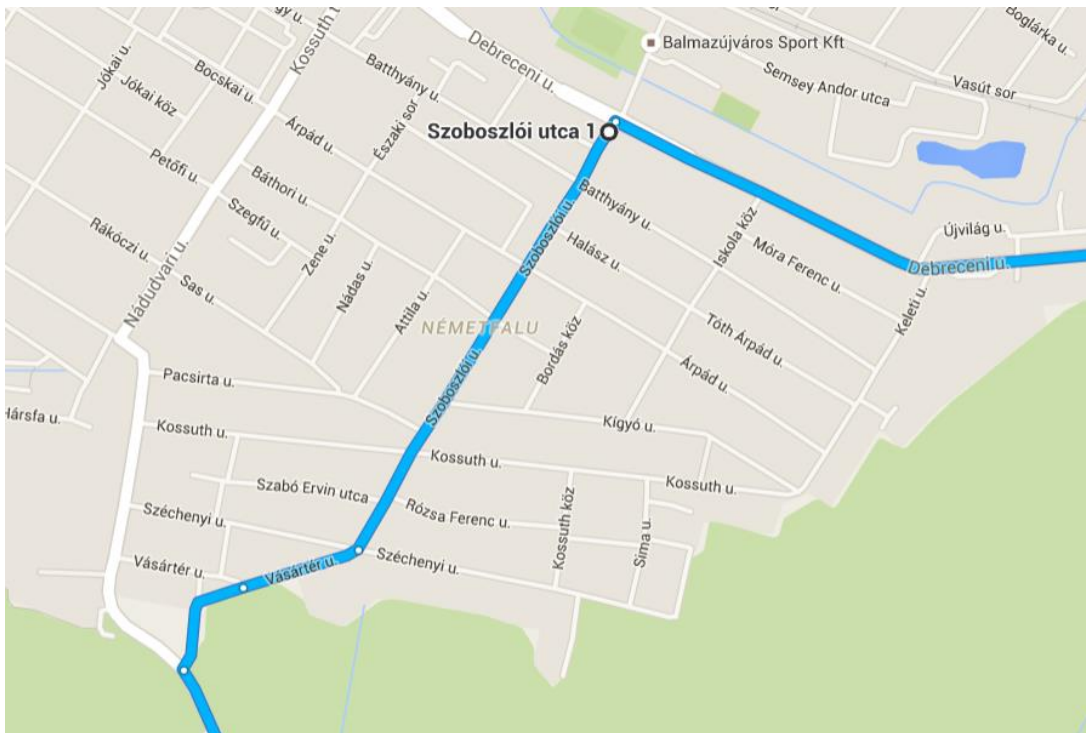 gy u.
Kossuth u.
Debreceni u.
Balmazújváros Sport Kft
Boglárka u.
Jókai u.
Jókai köz
Bocskai u.
Batthyány u.
Semsey Andor utca
Vasút sor
Árpád u.
Északi sor
Szoboszlói utca 1
Petőfi u.
Báthori u.
Szegfű u.
Batthyány u.
Szoboszlói u.
Halász u.
Iskola köz
Móra Ferenc u.
Újvilág u.
Debreceni u.
Rákóczi u.
Nádudvari u.
Sas u.
Zene u.
Nádas u.
Attila u.
NÉMETFALU
Keleti u.
Tóth Árpád u.
Bordás köz
Árpád u.
Pacsirta u.
Szoboszlói u.
Hársfa u.
Kígyó u.
Kossuth u.
Kossuth u.
Kossuth u.
Szabó Ervin utca
Rózsa Ferenc u.
Kossuth köz
Sima u.
Széchenyi u.
Széchenyi u.
Vásártér u.
Vásártér u.